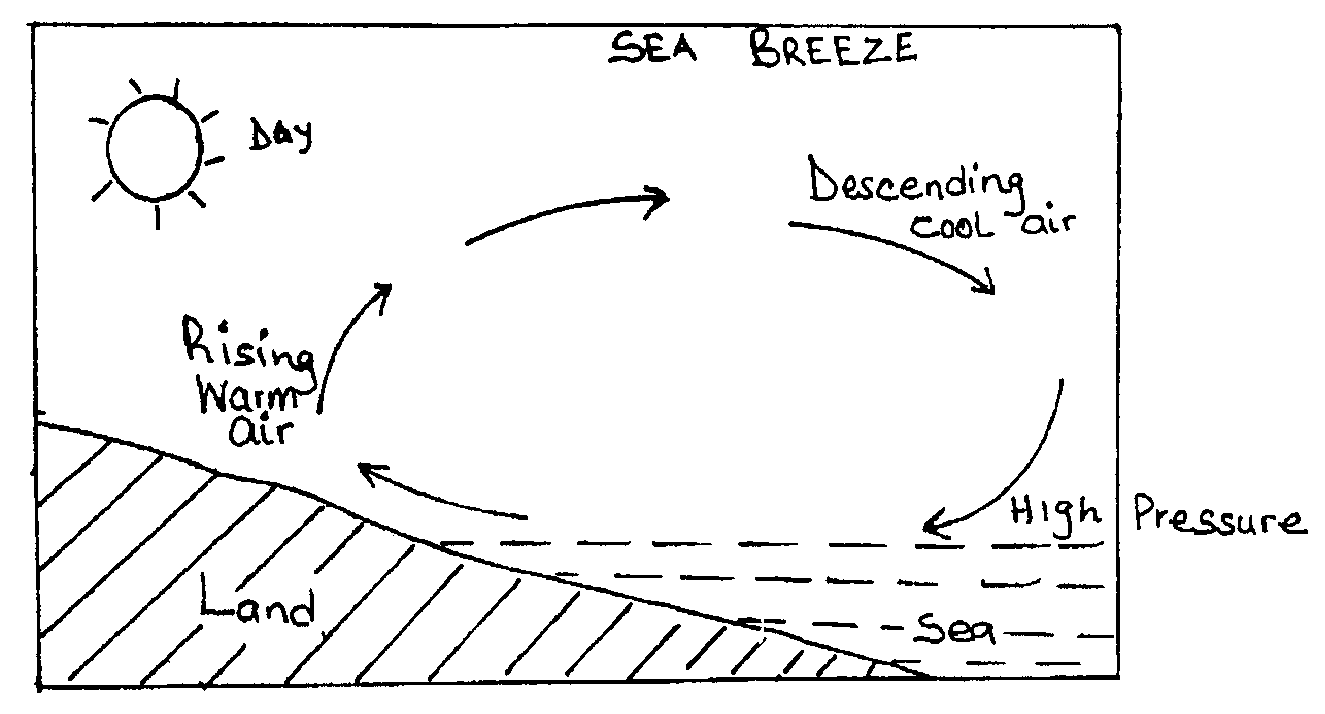 SEA BREEZE
Day
Descending
cool air
Rising
Warm
air
High Pressure
Land
Sea